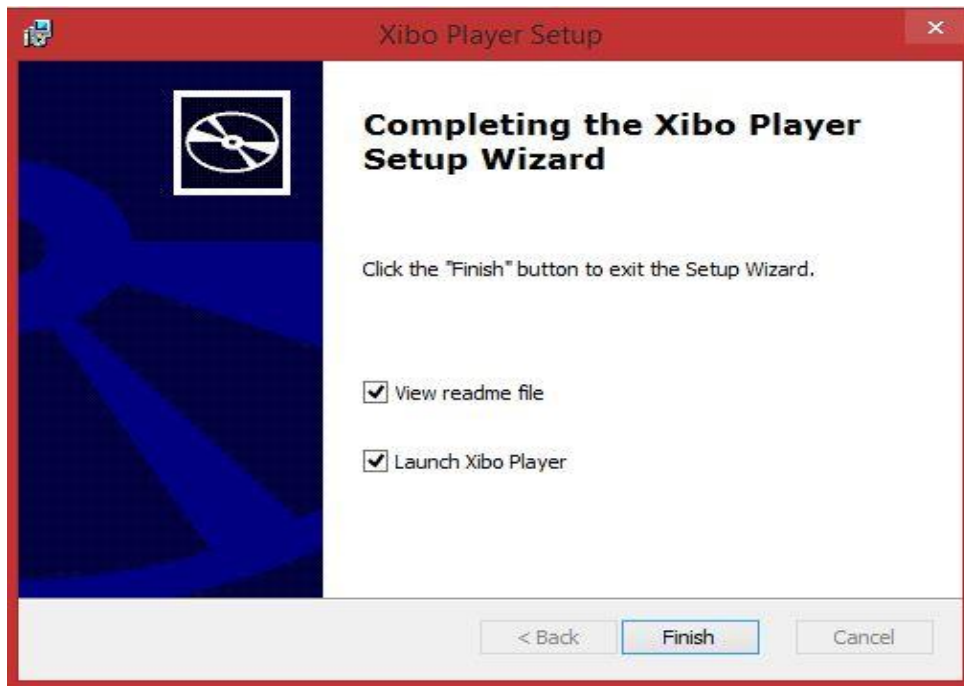 Xibo Player Setup
Completing the Xibo Player
Setup Wizard
Click the "Finish" button to exit the Setup Wizard.
View readme file
Launch Xibo Player
< Back Finish Cancel